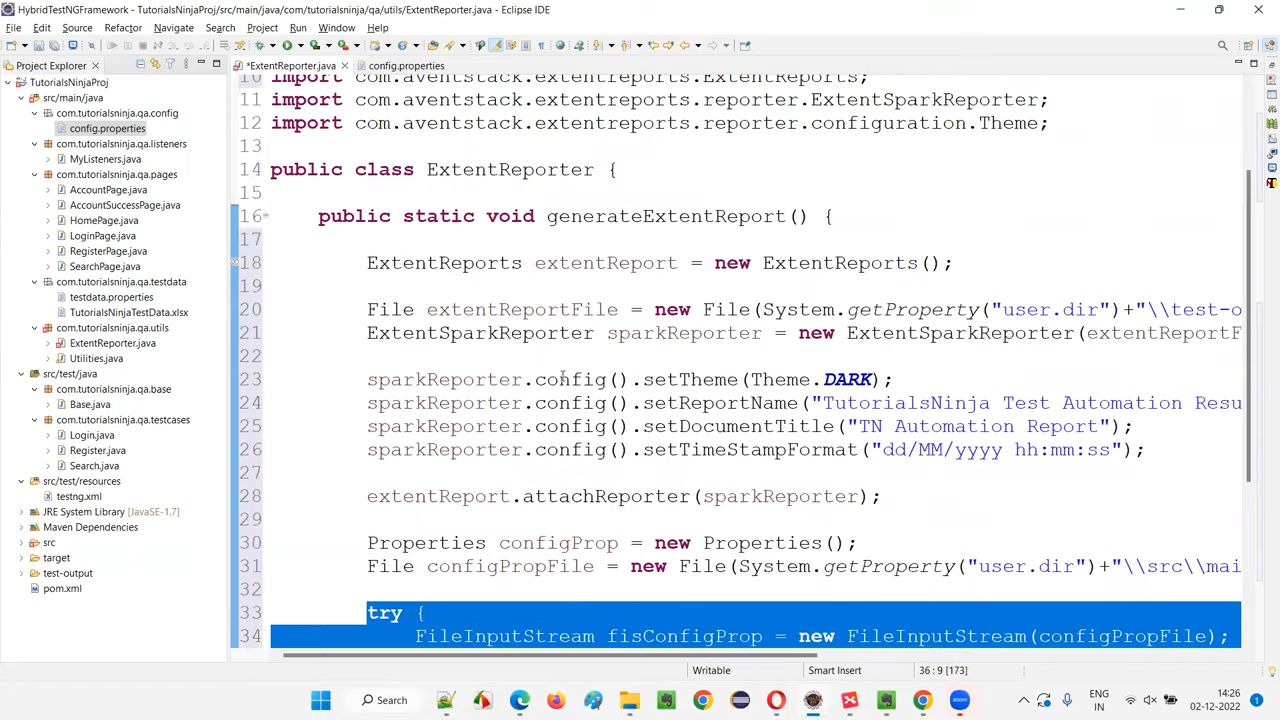 HybridTestNGFramework - TutorialsNinjaProj/src/main/java/com/tutorialsninja/qa/utils/ExtentReporter.java - Eclipse IDE
File Edit Source Refactor Navigate Search Project Run Window Help
Project Explorer
*ExtentReporter.java
config.properties
TutorialsNinjaProj
src/main/java
com.tutorialsninja.qa.config
config.properties
com.tutorialsninja.qa.listeners
MyListeners.java
com.tutorialsninja.qa.pages
AccountPage.java
AccountSuccessPage.java
HomePage.java
LoginPage.java
RegisterPage.java
SearchPage.java
com.tutorialsninja.qa.testdata
testdata.properties
TutorialsNinjaTestData.xlsx
com.tutorialsninja.qa.utils
ExtentReporter.java
Utilities.java
src/test/java
com.tutorialsninja.qa.base
Base.java
com.tutorialsninja.qa.testcases
Login.java
Register.java
Search.java
src/test/resources
testng.xml
JRE System Library [JavaSE-1.7]
Maven Dependencies
src
target
test-output
pom.xml
10 import com.aventstack.extentreports.ExtentReports;
11 import com.aventstack.extentreports.reporter.ExtentSparkReporter;
12 import com.aventstack.extentreports.reporter.configuration.Theme;
13
14 public class ExtentReporter {
15
16 public static void generateExtentReport() {
17
18 ExtentReports extentReport = new ExtentReports();
19
20 File extentReportFile = new File(System.getProperty("user.dir")+"\\test-o
21 ExtentSparkReporter sparkReporter = new ExtentSparkReporter(extentReportF
22
23 sparkReporter.config().setTheme(Theme.DARK);
24 sparkReporter.config().setReportName("TutorialsNinja Test Automation Resu
25 sparkReporter.config().setDocumentTitle("TN Automation Report");
26 sparkReporter.config().setTimeStampFormat("dd/MM/yyyy hh:mm:ss");
27
28 extentReport.attachReporter(sparkReporter);
29
30 Properties configProp = new Properties();
31 File configPropFile = new File(System.getProperty("user.dir")+"\\src\\mai
32
33 try {
34 FileInputStream fisConfigProp = new FileInputStream(configPropFile);
Writable Smart Insert 36 : 9 [173]
Search
ENG
IN
14:26
02-12-2022
1